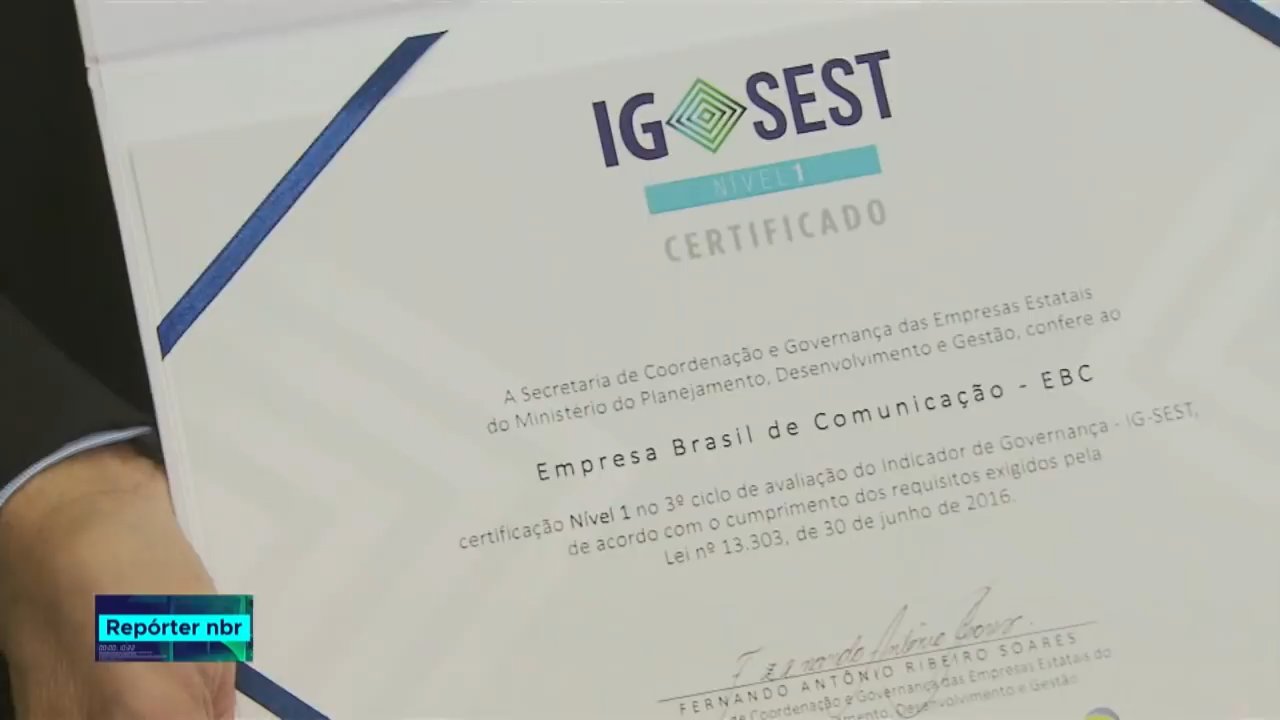 IG SEST
NÍVEL 1
CERTIFICADO
A Secretaria de Coordenação e Governança das Empresas Estatais
do Ministério do Planejamento, Desenvolvimento e Gestão, confere ao
Empresa Brasil de Comunicação - EBC
certificação Nível 1 no 3º ciclo de avaliação do Indicador de Governança - IG-SEST,
de acordo com o cumprimento dos requisitos exigidos pela
Lei nº 13.303, de 30 de junho de 2016.
FERNANDO ANTÔNIO RIBEIRO SOARES
de Coordenação e Governança das Empresas Estatais do
Desenvolvimento e Gestão
Repórter nbr